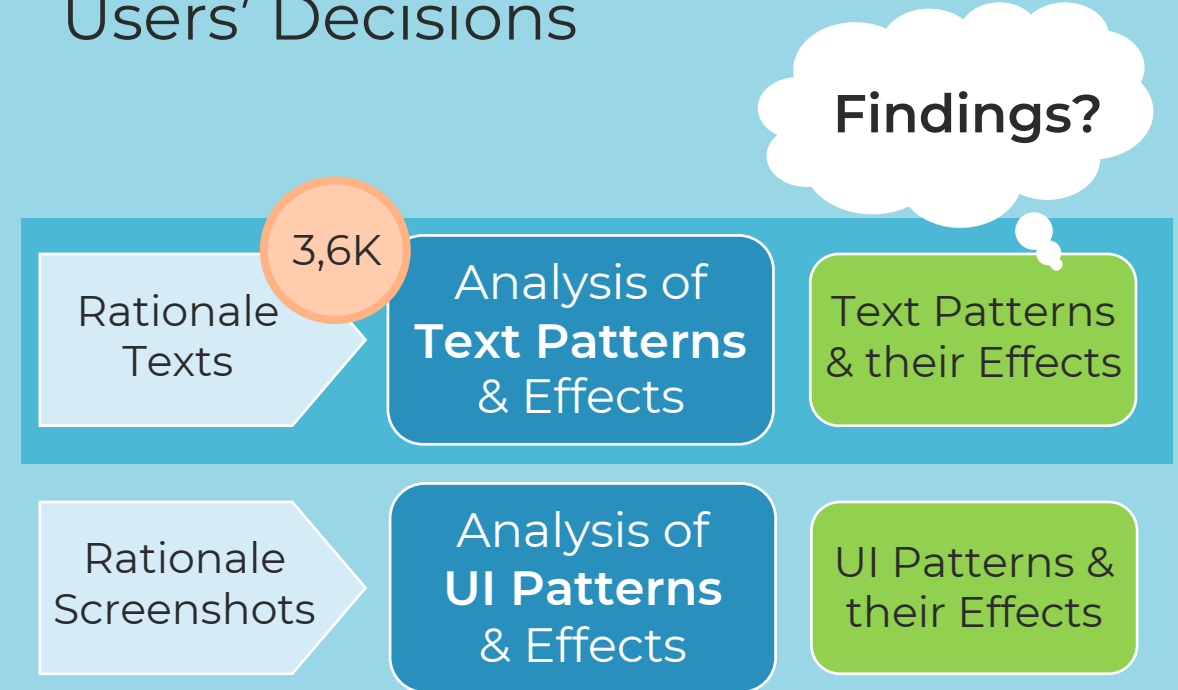 Users' Decisions
Findings?
3,6K
Rationale
Texts
Analysis of
Text Patterns
& Effects
Text Patterns
& their Effects
Rationale
Screenshots
Analysis of
UI Patterns
& Effects
UI Patterns &
their Effects